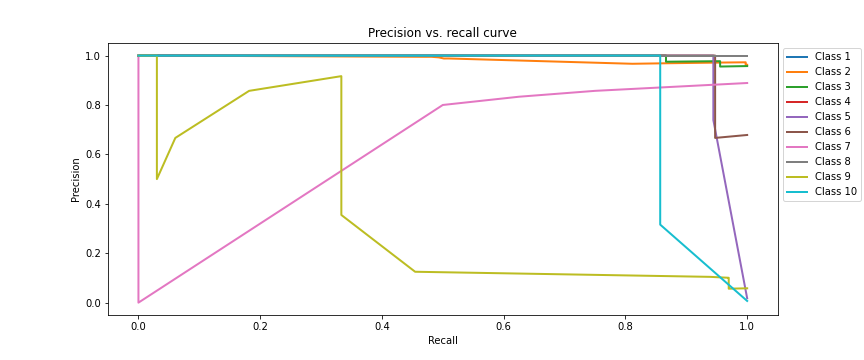 Precision vs. recall curve
Precision
1.0
0.8
0.6
0.4
0.2
0.0
0.0 0.2 0.4 0.6 0.8 1.0
Recall
Class 1
Class 2
Class 3
Class 4
Class 5
Class 6
Class 7
Class 8
Class 9
Class 10